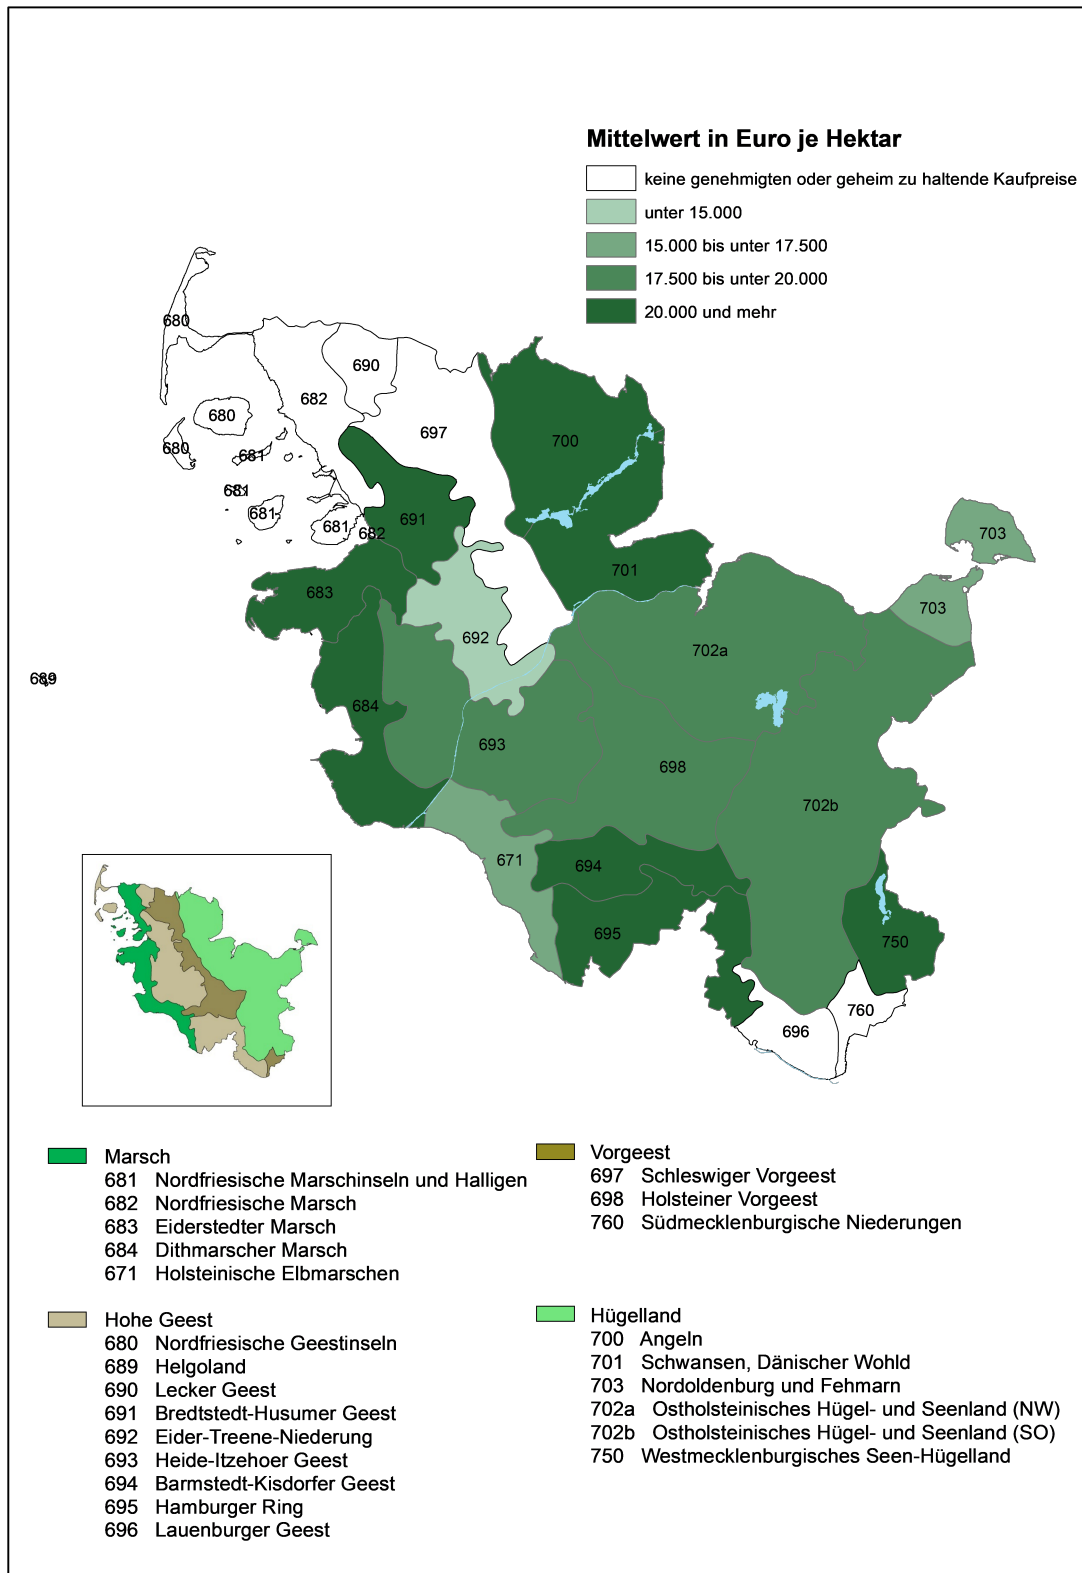 Mittelwert in Euro je Hektar
keine genehmigten oder geheim zu haltende Kaufpreise
unter 15.000
15.000 bis unter 17.500
17.500 bis unter 20.000
20.000 und mehr
680
690
682
680
697
680
681
700
681
681
681
682
691
703
701
683
703
692
702a
689
684
693
698
702b
671
694
695
750
760
696
Marsch
681 Nordfriesische Marschinseln und Halligen
682 Nordfriesische Marsch
683 Eiderstedter Marsch
684 Dithmarscher Marsch
671 Holsteinische Elbmarschen
Hohe Geest
680 Nordfriesische Geestinseln
689 Helgoland
690 Lecker Geest
691 Bredtstedt-Husumer Geest
692 Eider-Treene-Niederung
693 Heide-Itzehoer Geest
694 Barmstedt-Kisdorfer Geest
695 Hamburger Ring
696 Lauenburger Geest
Vorgeest
697 Schleswiger Vorgeest
698 Holsteiner Vorgeest
760 Südmecklenburgische Niederungen
Hügelland
700 Angeln
701 Schwansen, Dänischer Wohld
703 Nordoldenburg und Fehmarn
702a Ostholsteinisches Hügel- und Seenland (NW)
702b Ostholsteinisches Hügel- und Seenland (SO)
750 Westmecklenburgisches Seen-Hügelland